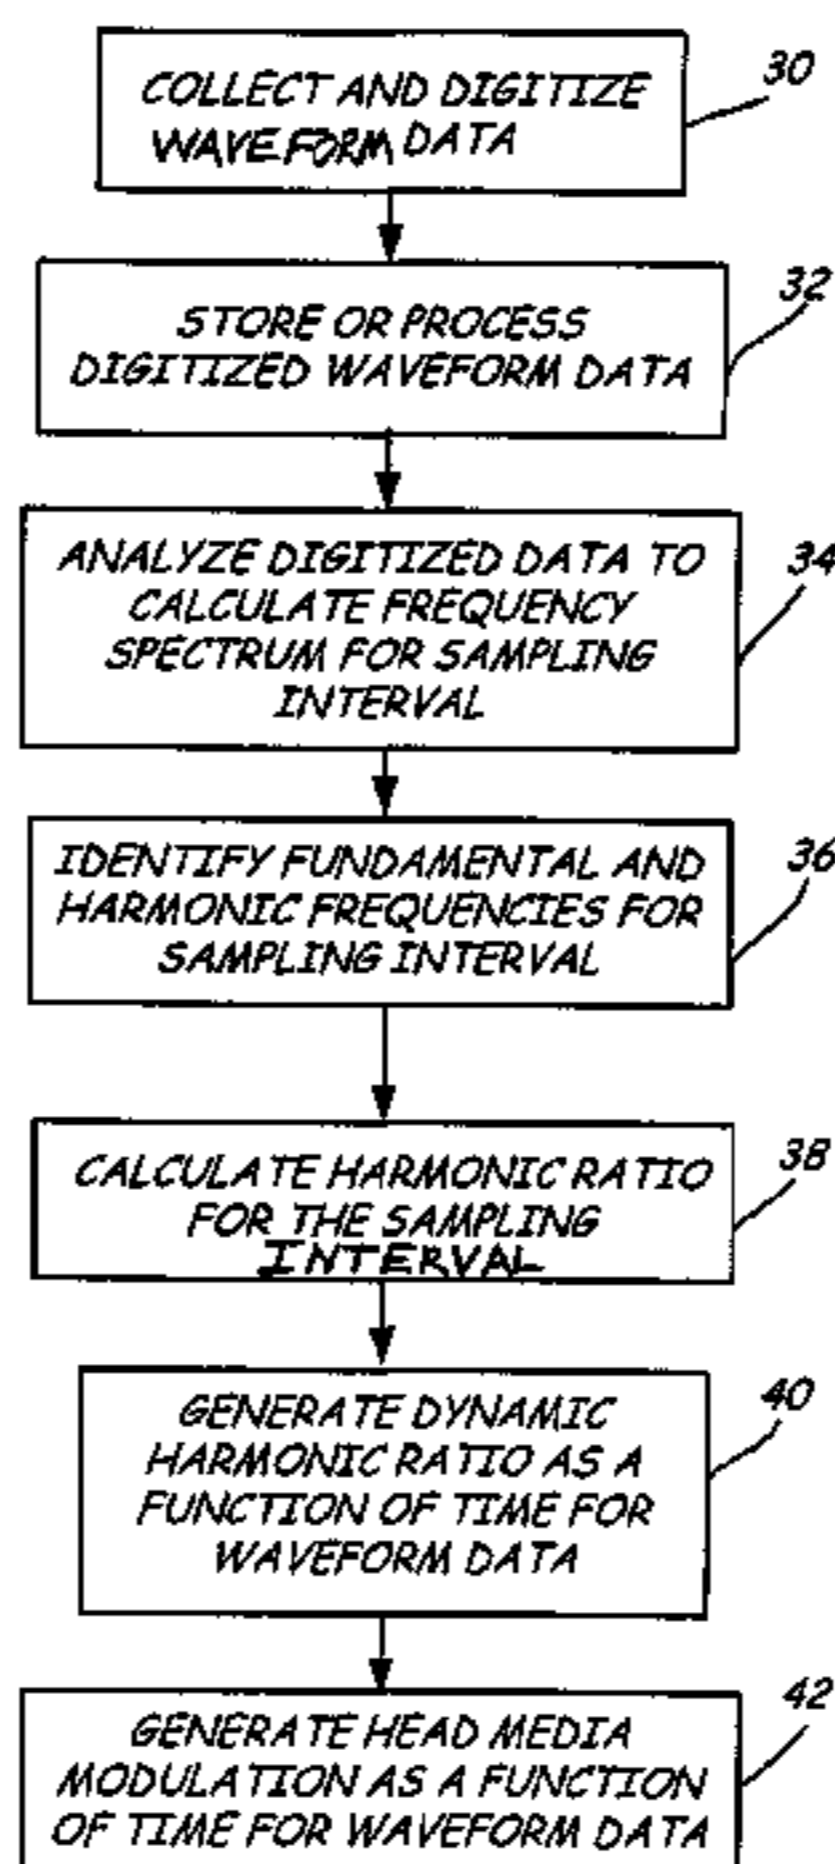 COLLECT AND DIGITIZE
WAVEFORM DATA
30
STORE OR PROCESS
DIGITIZED WAVEFORM DATA
32
ANALYZE DIGITIZED DATA TO
CALCULATE FREQUENCY
SPECTRUM FOR SAMPLING
INTERVAL
34
IDENTIFY FUNDAMENTAL AND
HARMONIC FREQUENCIES FOR
SAMPLING INTERVAL
36
CALCULATE HARMONIC RATIO
FOR THE SAMPLING
INTERVAL
38
GENERATE DYNAMIC
HARMONIC RATIO AS A
FUNCTION OF TIME FOR
WAVEFORM DATA
40
GENERATE HEAD MEDIA
MODULATION AS A FUNCTION
OF TIME FOR WAVEFORM DATA
42